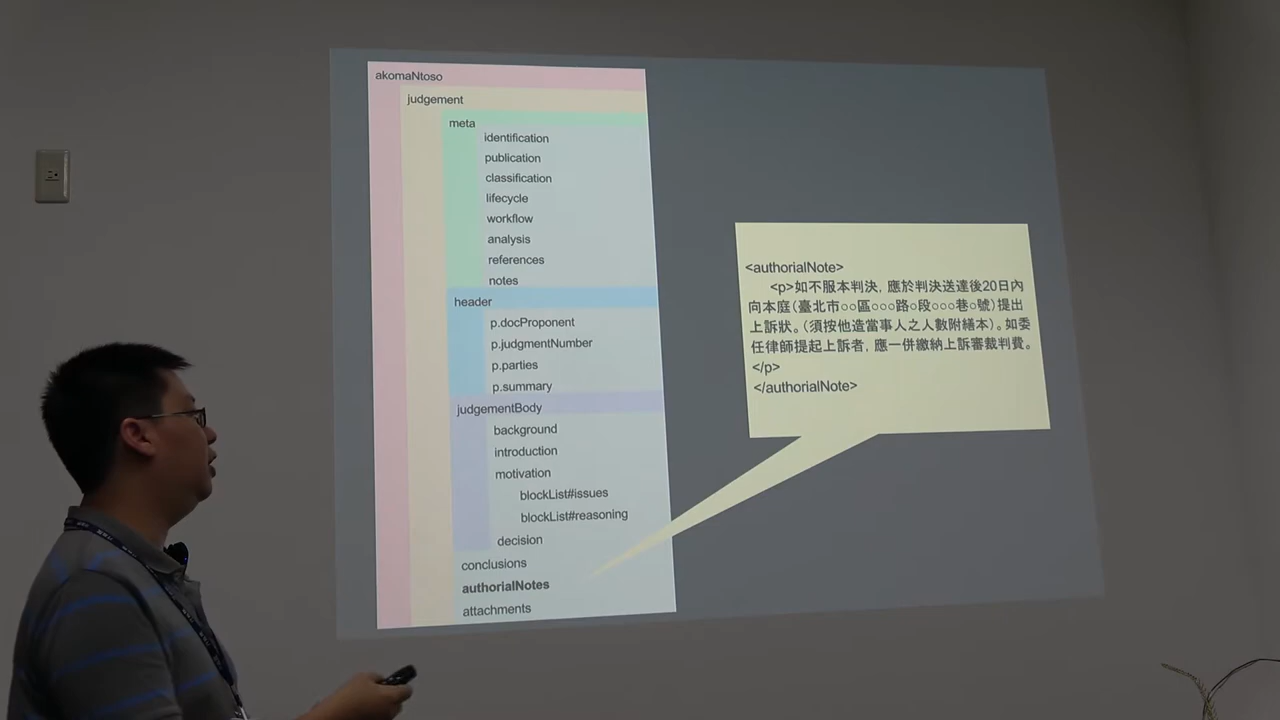 akomaNtoso
judgement
meta
identification
publication
classification
lifecycle
workflow
analysis
references
notes
header
p.docProponent
p.judgmentNumber
p.parties
p.summary
judgementBody
background
introduction
motivation
blockList#issues
blockList#reasoning
decision
conclusions
authorialNotes
attachments
<authorialNote>
<p>如不服本判決，應於判決送達後20日內
向本庭（臺北市○○區○○○路○段○○○巷○號）提出
上訴狀。（須按他造當事人之人數附繕本）。如委
任律師提起上訴者，應一併繳納上訴審裁判費。
</p>
</authorialNote>